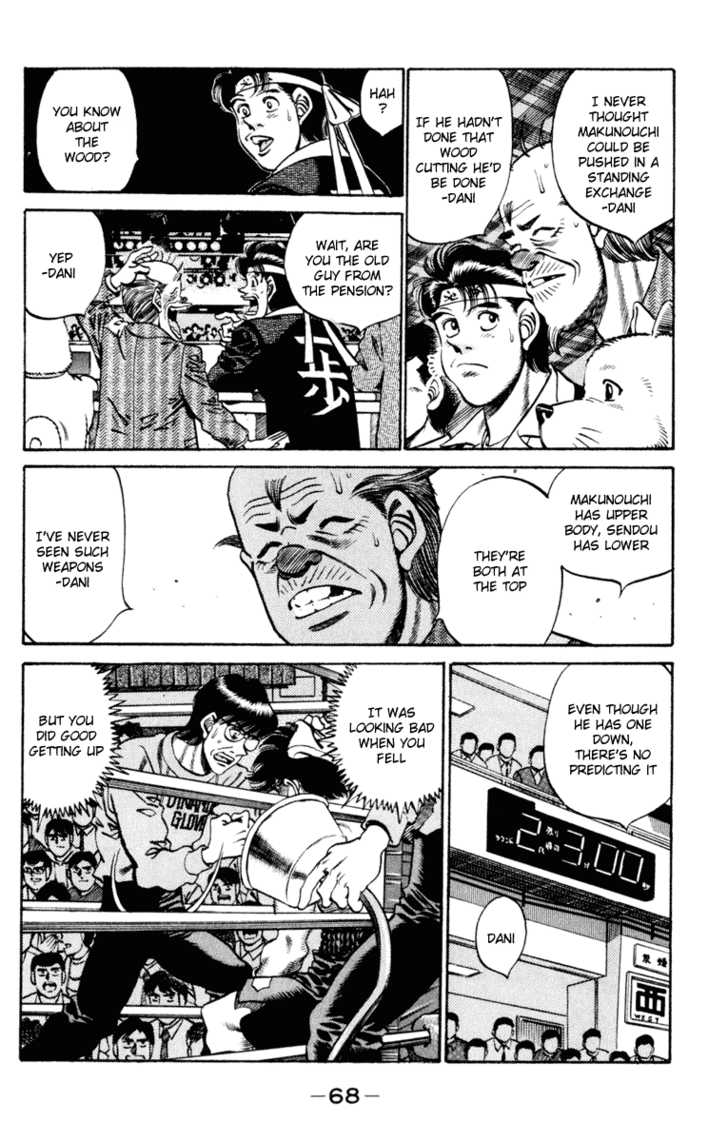 I NEVER
THOUGHT
MAKUNOUCHI
COULD BE
PUSHED IN A
STANDING
EXCHANGE
-DANI
IF HE HADN'T
DONE THAT
WOOD
CUTTING HE'D
BE DONE
-DANI
HAH
?
YOU KNOW
ABOUT
THE
WOOD?
WAIT, ARE
YOU THE OLD
GUY FROM
THE PENSION?
YEP
-DANI
一歩
MAKUNOUCHI
HAS UPPER
BODY, SENDOU
HAS LOWER
THEY'RE
BOTH AT
THE TOP
I'VE NEVER
SEEN SUCH
WEAPONS
-DANI
EVEN THOUGH
HE HAS ONE
DOWN,
THERE'S NO
PREDICTING IT
2 3:00
DANI
西
WEST
IT WAS
LOOKING BAD
WHEN YOU
FELL
BUT YOU
DID GOOD
GETTING UP
DYNAMIC
GLOVE
-68-